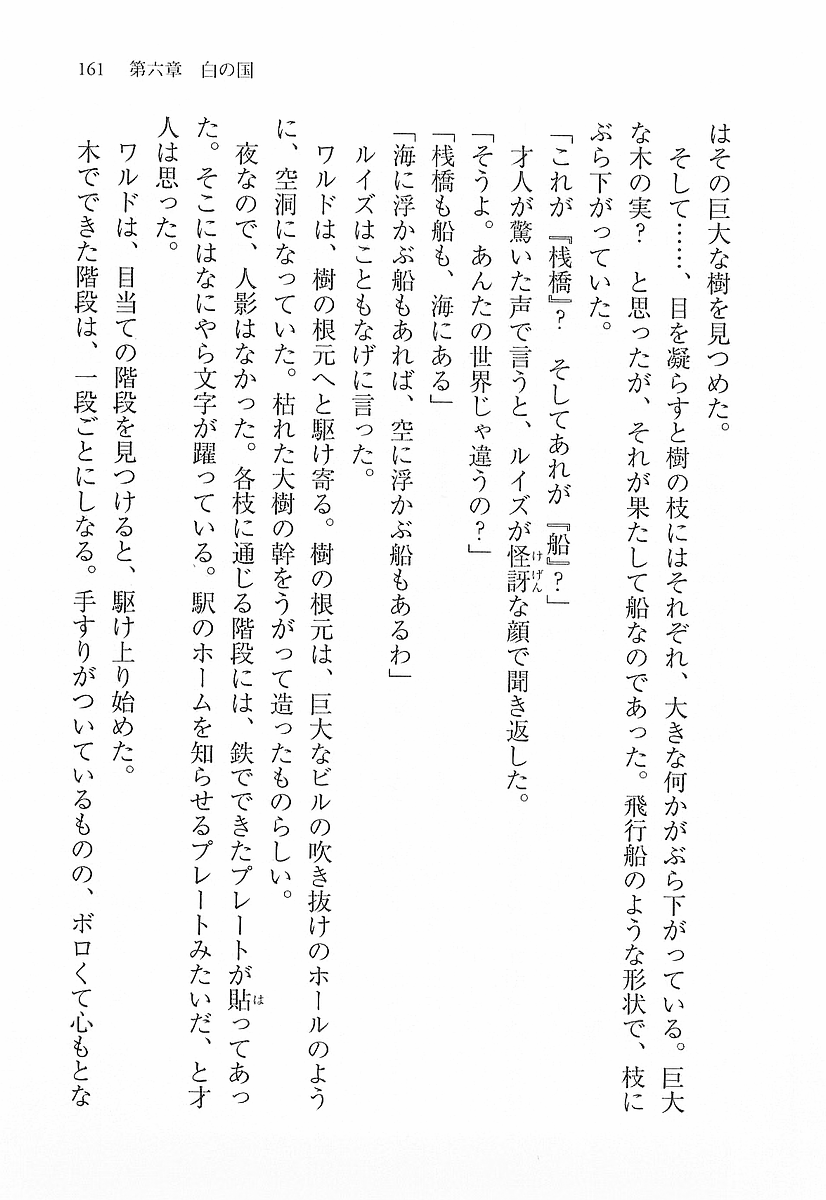 161　第六章　白の国
はその巨大な樹を見つめた。
　そして……、目を凝らすと樹の枝にはそれぞれ、大きな何かがぶら下がっている。巨大
な木の実？　と思ったが、それが果たして船なのであった。飛行船のような形状で、枝に
ぶら下がっていた。
「これが『桟橋』？　そしてあれが『船』？」
　才人が驚いた声で言うと、ルイズが怪訝な顔で聞き返した。
「そうよ。あんたの世界じゃ違うの？」
「桟橋も船も、海にある」
「海に浮かぶ船もあれば、空に浮かぶ船もあるわ」
　ルイズはこともなげに言った。
　ワルドは、樹の根元へと駆け寄る。樹の根元は、巨大なビルの吹き抜けのホールのよう
に、空洞になっていた。枯れた大樹の幹をうがって造ったものらしい。
　夜なので、人影はなかった。各枝に通じる階段には、鉄でできたプレートが貼ってあっ
た。そこにはなにやら文字が躍っている。駅のホームを知らせるプレートみたいだ、と才
人は思った。
　ワルドは、目当ての階段を見つけると、駆け上り始めた。
　木でできた階段は、一段ごとにしなる。手すりがついているものの、ボロくて心もとな